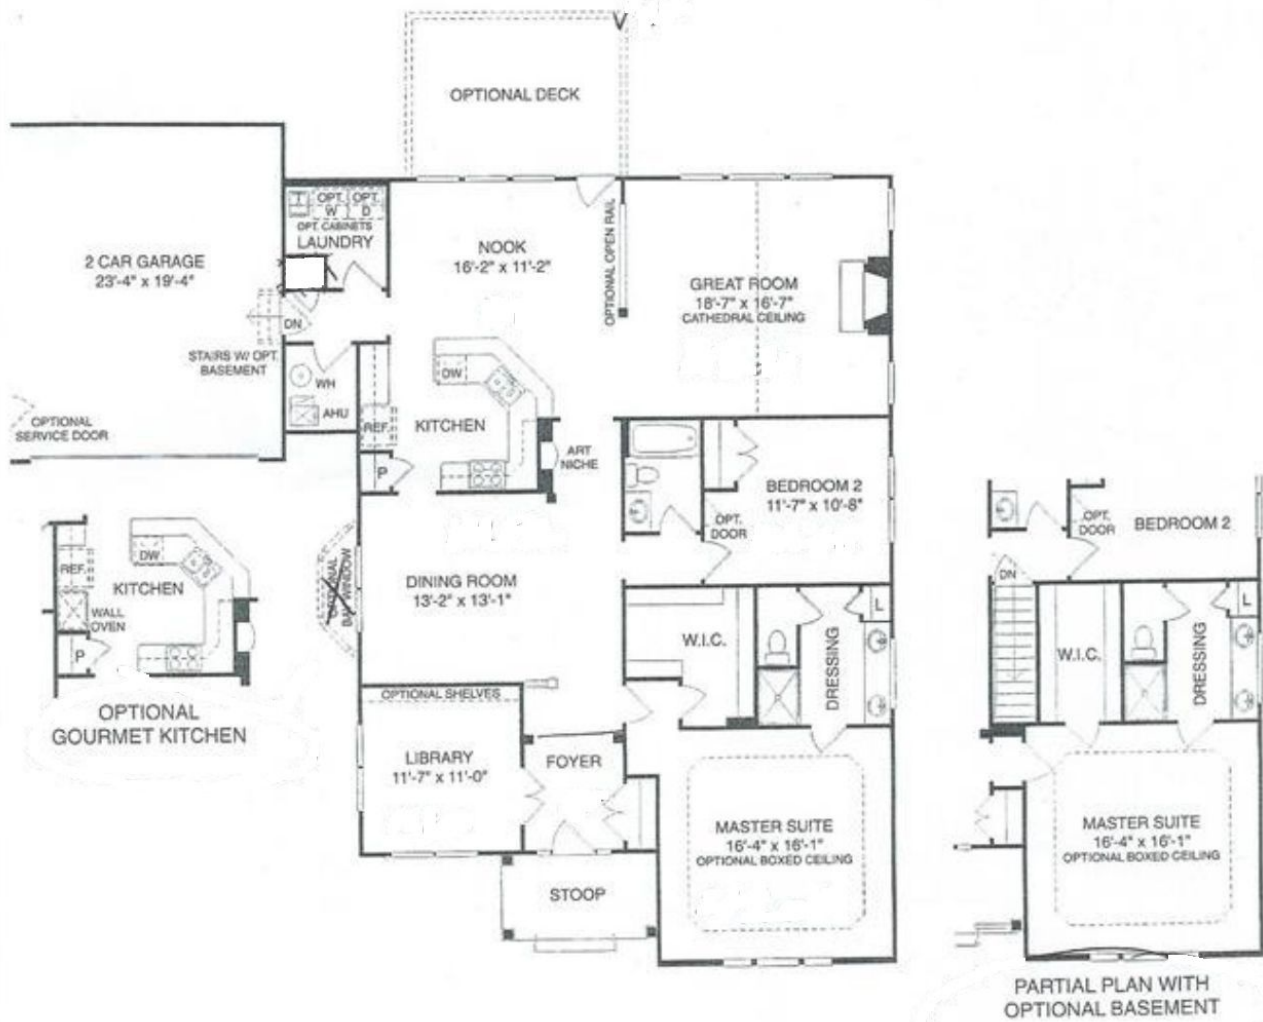 OPTIONAL DECK
T
OPT.
W
OPT.
D
OPT. CABINETS
LAUNDRY
2 CAR GARAGE
23'-4" x 19'-4"
NOOK
16'-2" x 11'-2"
OPTIONAL OPEN RAIL
GREAT ROOM
18'-7" x 16'-7"
CATHEDRAL CEILING
DN
STAIRS W/ OPT.
BASEMENT
WH
AHU
DW
REF.
KITCHEN
P
ART
NICHE
OPTIONAL
SERVICE DOOR
BEDROOM 2
11'-7" x 10'-8"
OPT.
DOOR
OPTIONAL
BAY WINDOW
DINING ROOM
13'-2" x 13'-1"
W.I.C.
DRESSING
L
DW
REF.
KITCHEN
WALL
OVEN
P
OPTIONAL
GOURMET KITCHEN
OPTIONAL SHELVES
LIBRARY
11'-7" x 11'-0"
FOYER
MASTER SUITE
16'-4" x 16'-1"
OPTIONAL BOXED CEILING
STOOP
OPT.
DOOR
BEDROOM 2
DN
W.I.C.
DRESSING
L
MASTER SUITE
16'-4" x 16'-1"
OPTIONAL BOXED CEILING
PARTIAL PLAN WITH
OPTIONAL BASEMENT